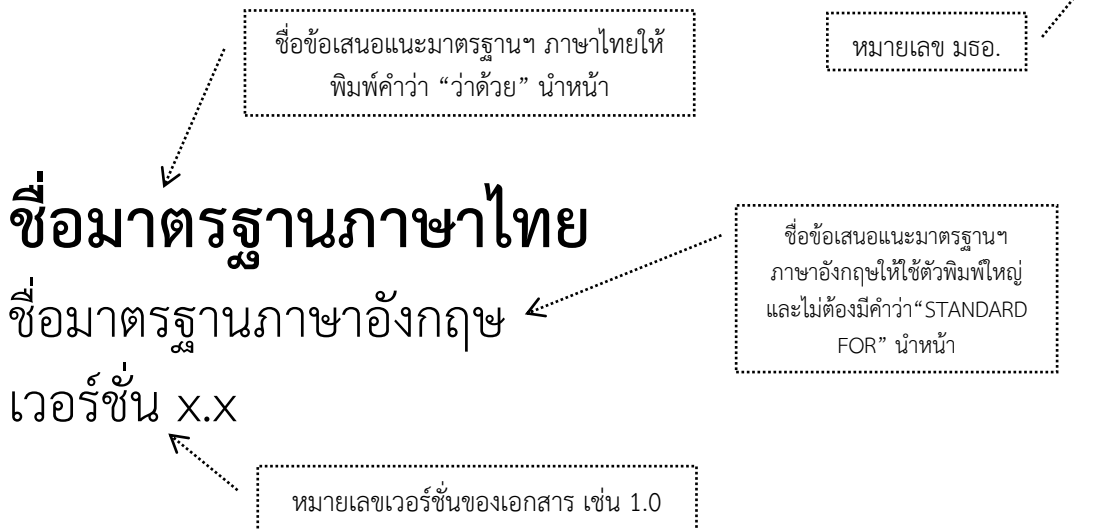 ชื่อข้อเสนอแนะมาตรฐานฯ ภาษาไทยให้
พิมพ์คำว่า “ว่าด้วย” นำหน้า
หมายเลข มธอ.
ชื่อมาตรฐานภาษาไทย
ชื่อข้อเสนอแนะมาตรฐานฯ
ภาษาอังกฤษให้ใช้ตัวพิมพ์ใหญ่
และไม่ต้องมีคำว่า“STANDARD
FOR” นำหน้า
ชื่อมาตรฐานภาษาอังกฤษ
เวอร์ชั่น x.x
หมายเลขเวอร์ชั่นของเอกสาร เช่น 1.0